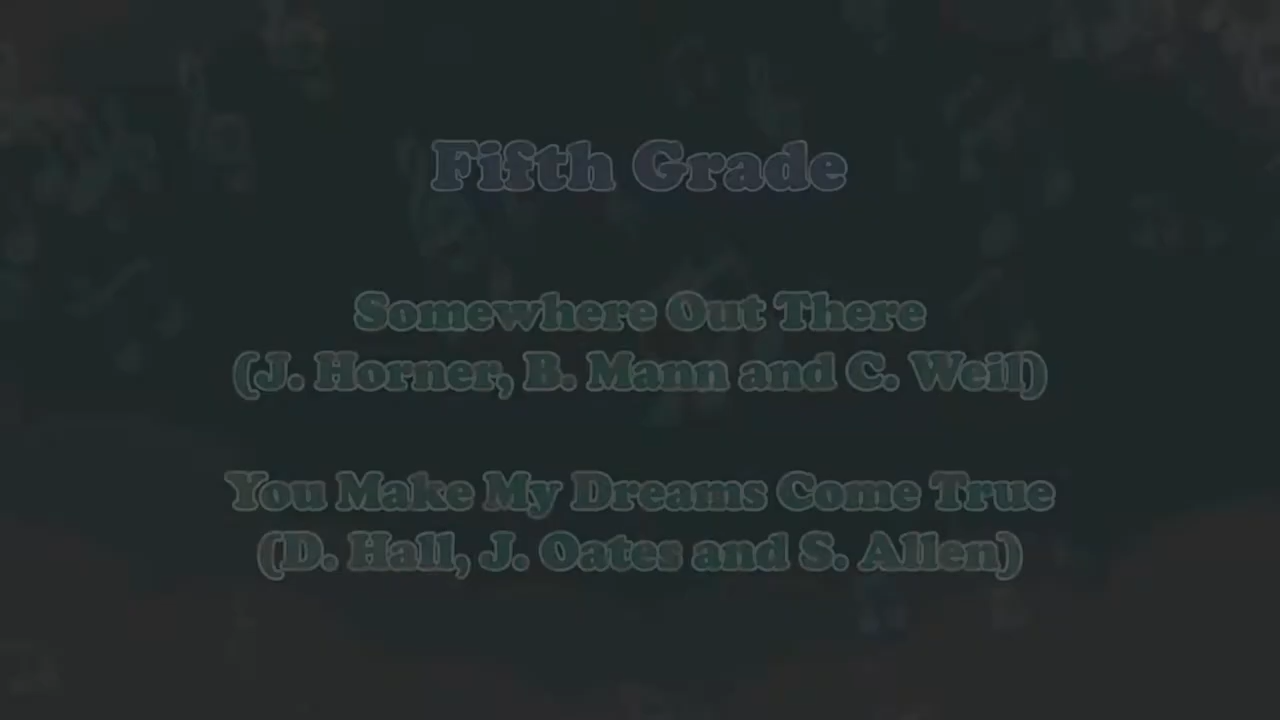 Fifth Grade
Somewhere Out There
(J. Horner, B. Mann and C. Weil)
You Make My Dreams Come True
(D. Hall, J. Oates and S. Allen)